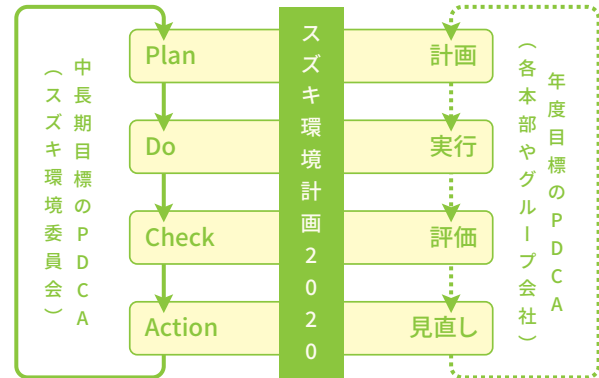 中長期目標のPDCA
（スズキ環境委員会）
Plan
計画
Do
実行
Check
評価
Action
見直し
スズキ環境計画2020
年度目標のPDCA
（各本部やグループ会社）